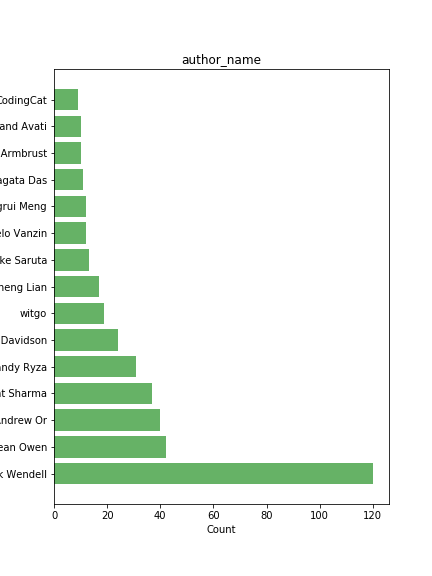 author_name
CodingCat
and Avati
Armbrust
agata Das
grui Meng
elo Vanzin
ke Saruta
heng Lian
witgo
Davidson
andy Ryza
nt Sharma
Andrew Or
ean Owen
k Wendell
0 20 40 60 80 100 120
Count